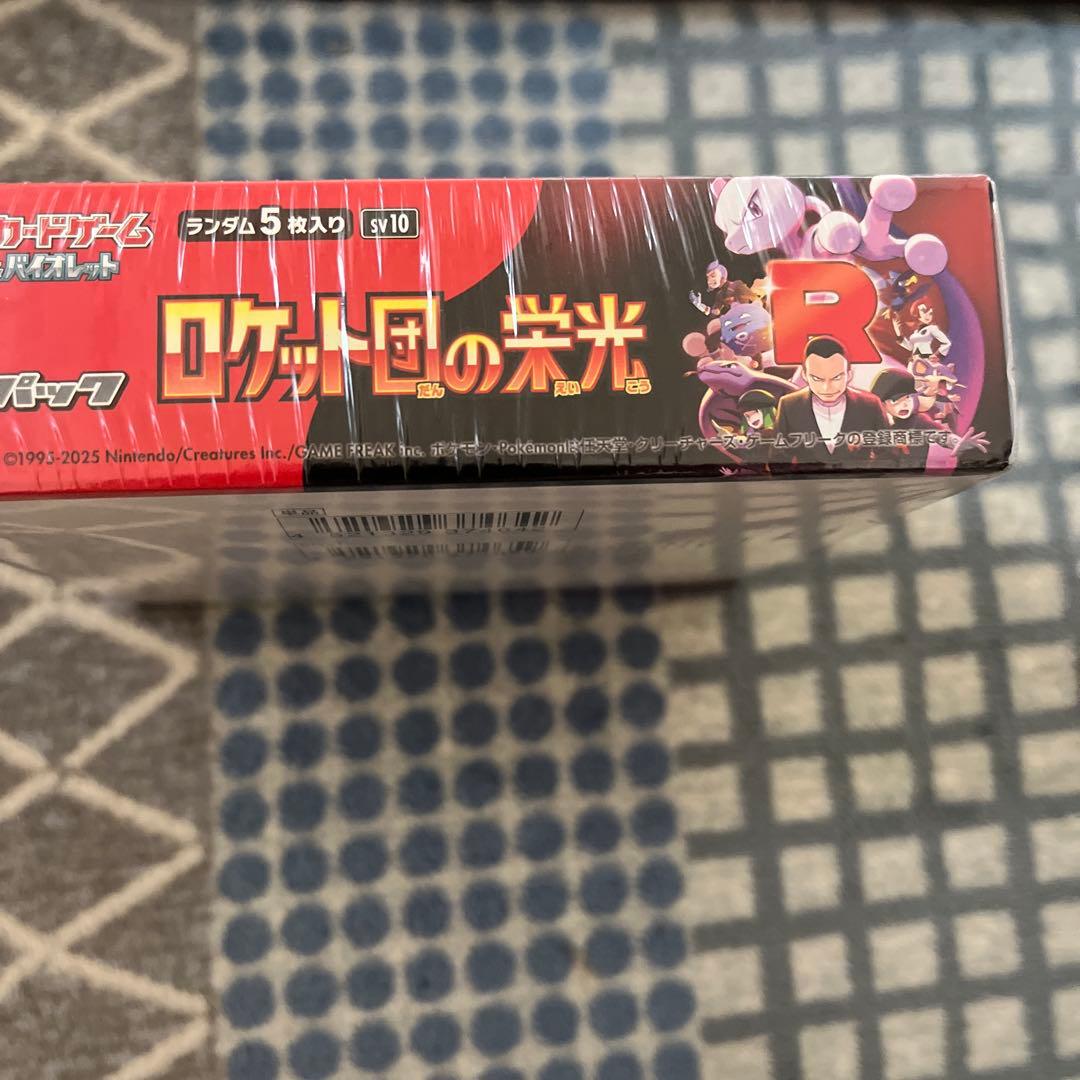 カードゲーム
バイオレット
ランダム5枚入り SV10
ロケット団の栄光
だん えい こう
パック
R
©1995-2025 Nintendo/Creatures Inc./GAME FREAK inc. ポケモン・Pokémonは任天堂・クリーチャーズ・ゲームフリークの登録商標です。
単品